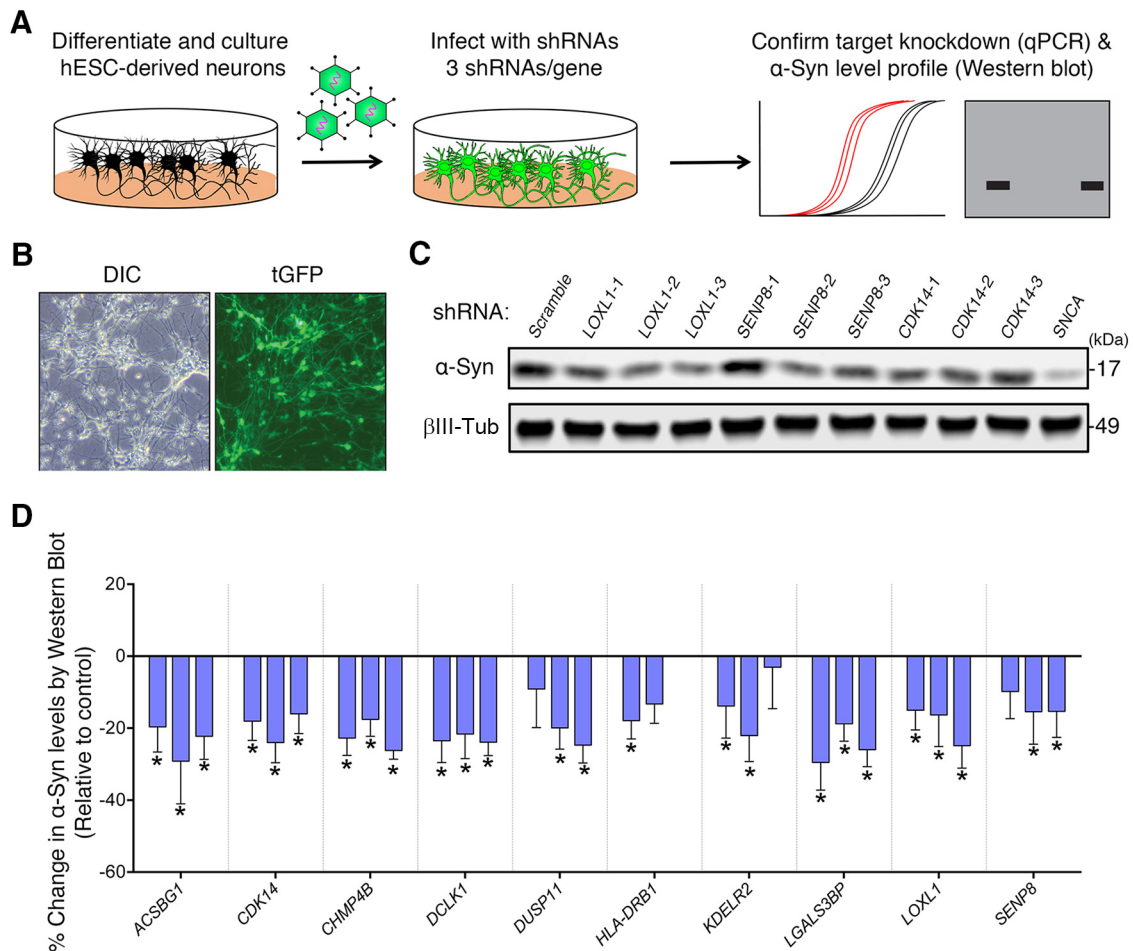 A
Differentiate and culture
hESC-derived neurons
Infect with shRNAs
3 shRNAs/gene
Confirm target knockdown (qPCR) &
α-Syn level profile (Western blot)
B
DIC
tGFP
C
shRNA:
Scramble
LOXL1-1
LOXL1-2
LOXL1-3
SENP8-1
SENP8-2
SENP8-3
CDK14-1
CDK14-2
CDK14-3
SNCA
(kDa)
α-Syn
-17
βIII-Tub
-49
D
% Change in α-Syn levels by Western Blot
(Relative to control)
20
0
-20
-40
-60
* * *
* * *
* * *
* * *
* *
*
* *
* * *
* * *
* *
ACSBG1
CDK14
CHMP4B
DCLK1
DUSP11
HLA-DRB1
KDELR2
LGALS3BP
LOXL1
SENP8